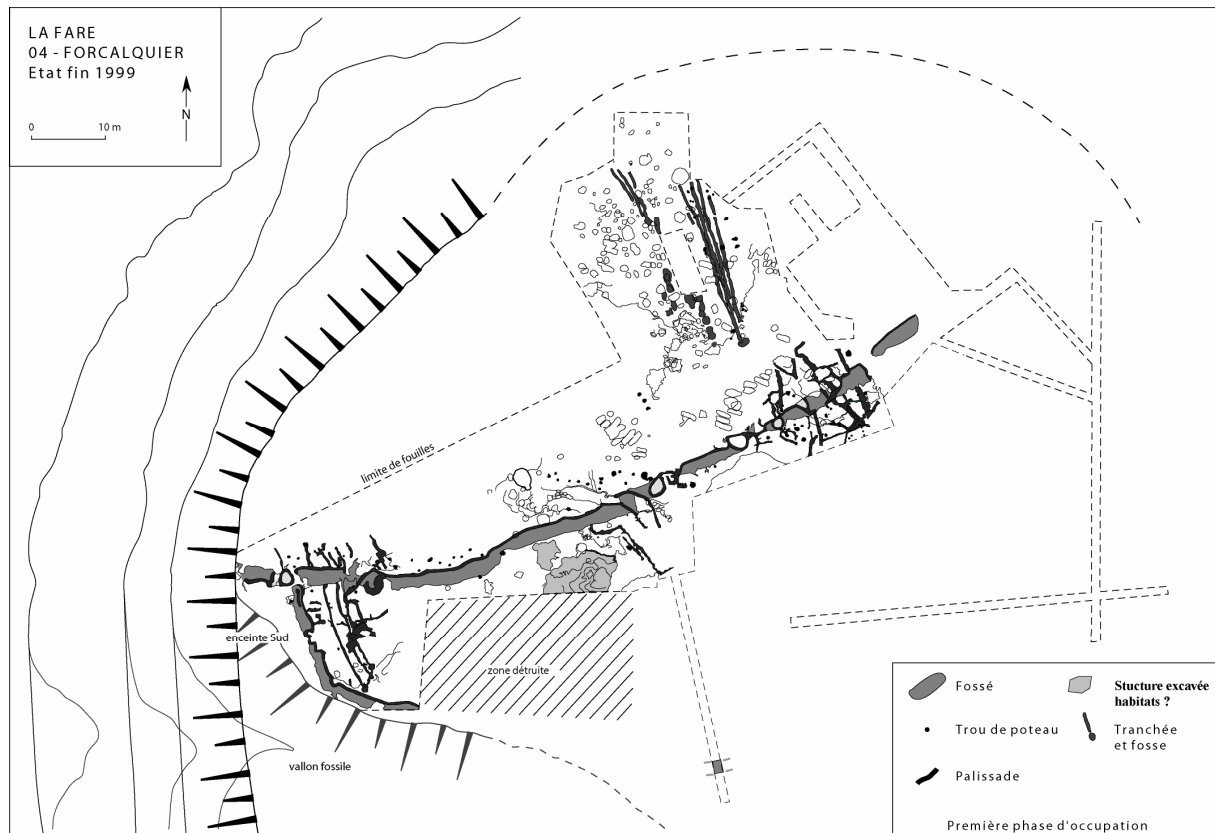 LA FARE
04 - FORCALQUIER
Etat fin 1999
N
0 10 m
limite de fouilles
enceinte Sud
zone détruite
vallon fossile
Fossé
Stucture excavée
habitats ?
Trou de poteau
Tranchée
et fosse
Palissade
Première phase d'occupation